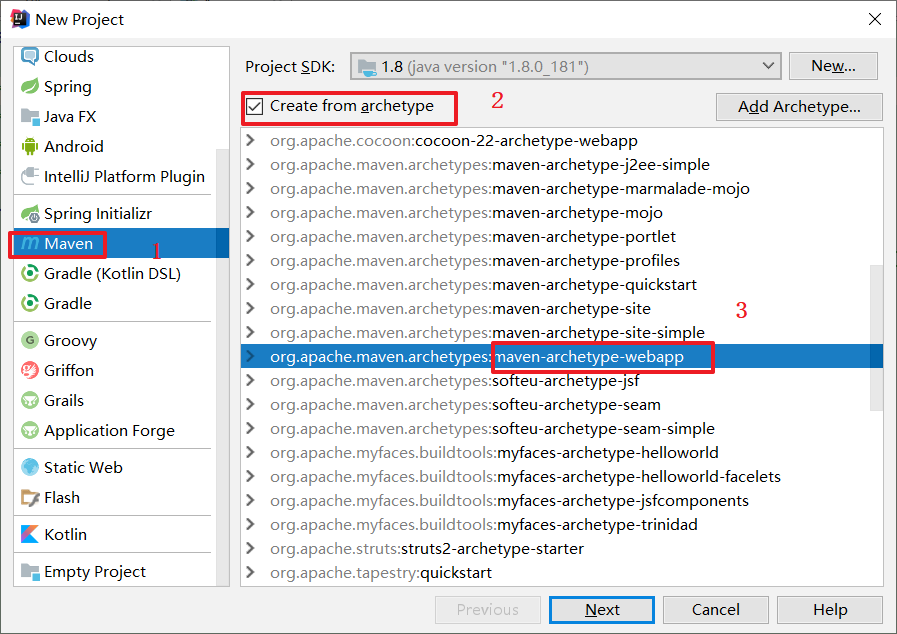 New Project
Clouds
Spring
Java FX
Android
IntelliJ Platform Plugin
Spring Initializr
Maven
1
Gradle (Kotlin DSL)
Gradle
Groovy
Griffon
Grails
Application Forge
Static Web
Flash
Kotlin
Empty Project
Project SDK: 1.8 (java version "1.8.0_181") New...
Create from archetype 2 Add Archetype...
org.apache.cocoon:cocoon-22-archetype-webapp
org.apache.maven.archetypes:maven-archetype-j2ee-simple
org.apache.maven.archetypes:maven-archetype-marmalade-mojo
org.apache.maven.archetypes:maven-archetype-mojo
org.apache.maven.archetypes:maven-archetype-portlet
org.apache.maven.archetypes:maven-archetype-profiles
org.apache.maven.archetypes:maven-archetype-quickstart
org.apache.maven.archetypes:maven-archetype-site
3
org.apache.maven.archetypes:maven-archetype-site-simple
org.apache.maven.archetypes:maven-archetype-webapp
org.apache.maven.archetypes:softeu-archetype-jsf
org.apache.maven.archetypes:softeu-archetype-seam
org.apache.maven.archetypes:softeu-archetype-seam-simple
org.apache.myfaces.buildtools:myfaces-archetype-helloworld
org.apache.myfaces.buildtools:myfaces-archetype-helloworld-facelets
org.apache.myfaces.buildtools:myfaces-archetype-jsfcomponents
org.apache.myfaces.buildtools:myfaces-archetype-trinidad
org.apache.struts:struts2-archetype-starter
org.apache.tapestry:quickstart
Previous Next Cancel Help